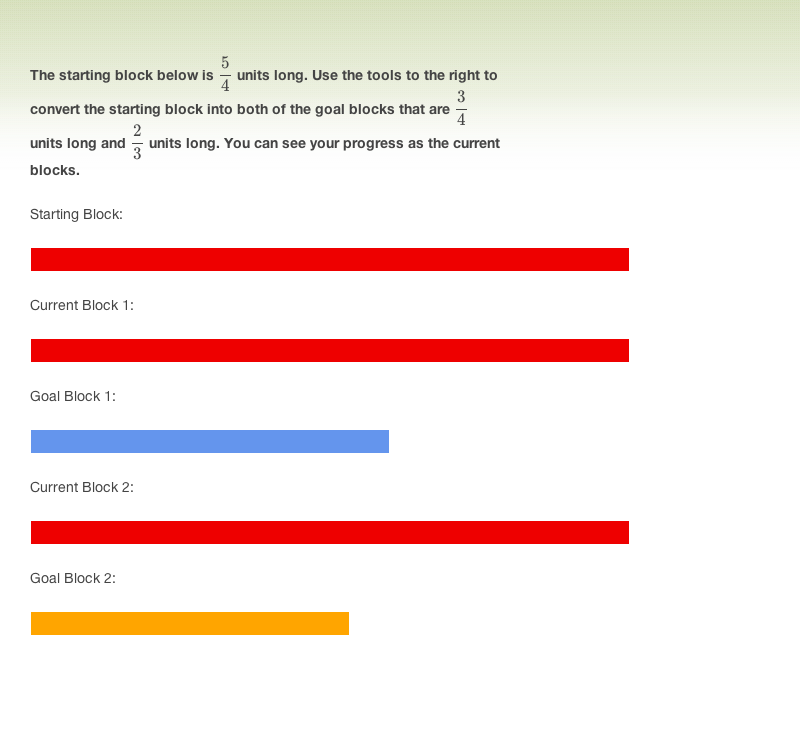 The starting block below is 5/4 units long. Use the tools to the right to
convert the starting block into both of the goal blocks that are 3/4
units long and 2/3 units long. You can see your progress as the current
blocks.
Starting Block:
Current Block 1:
Goal Block 1:
Current Block 2:
Goal Block 2: